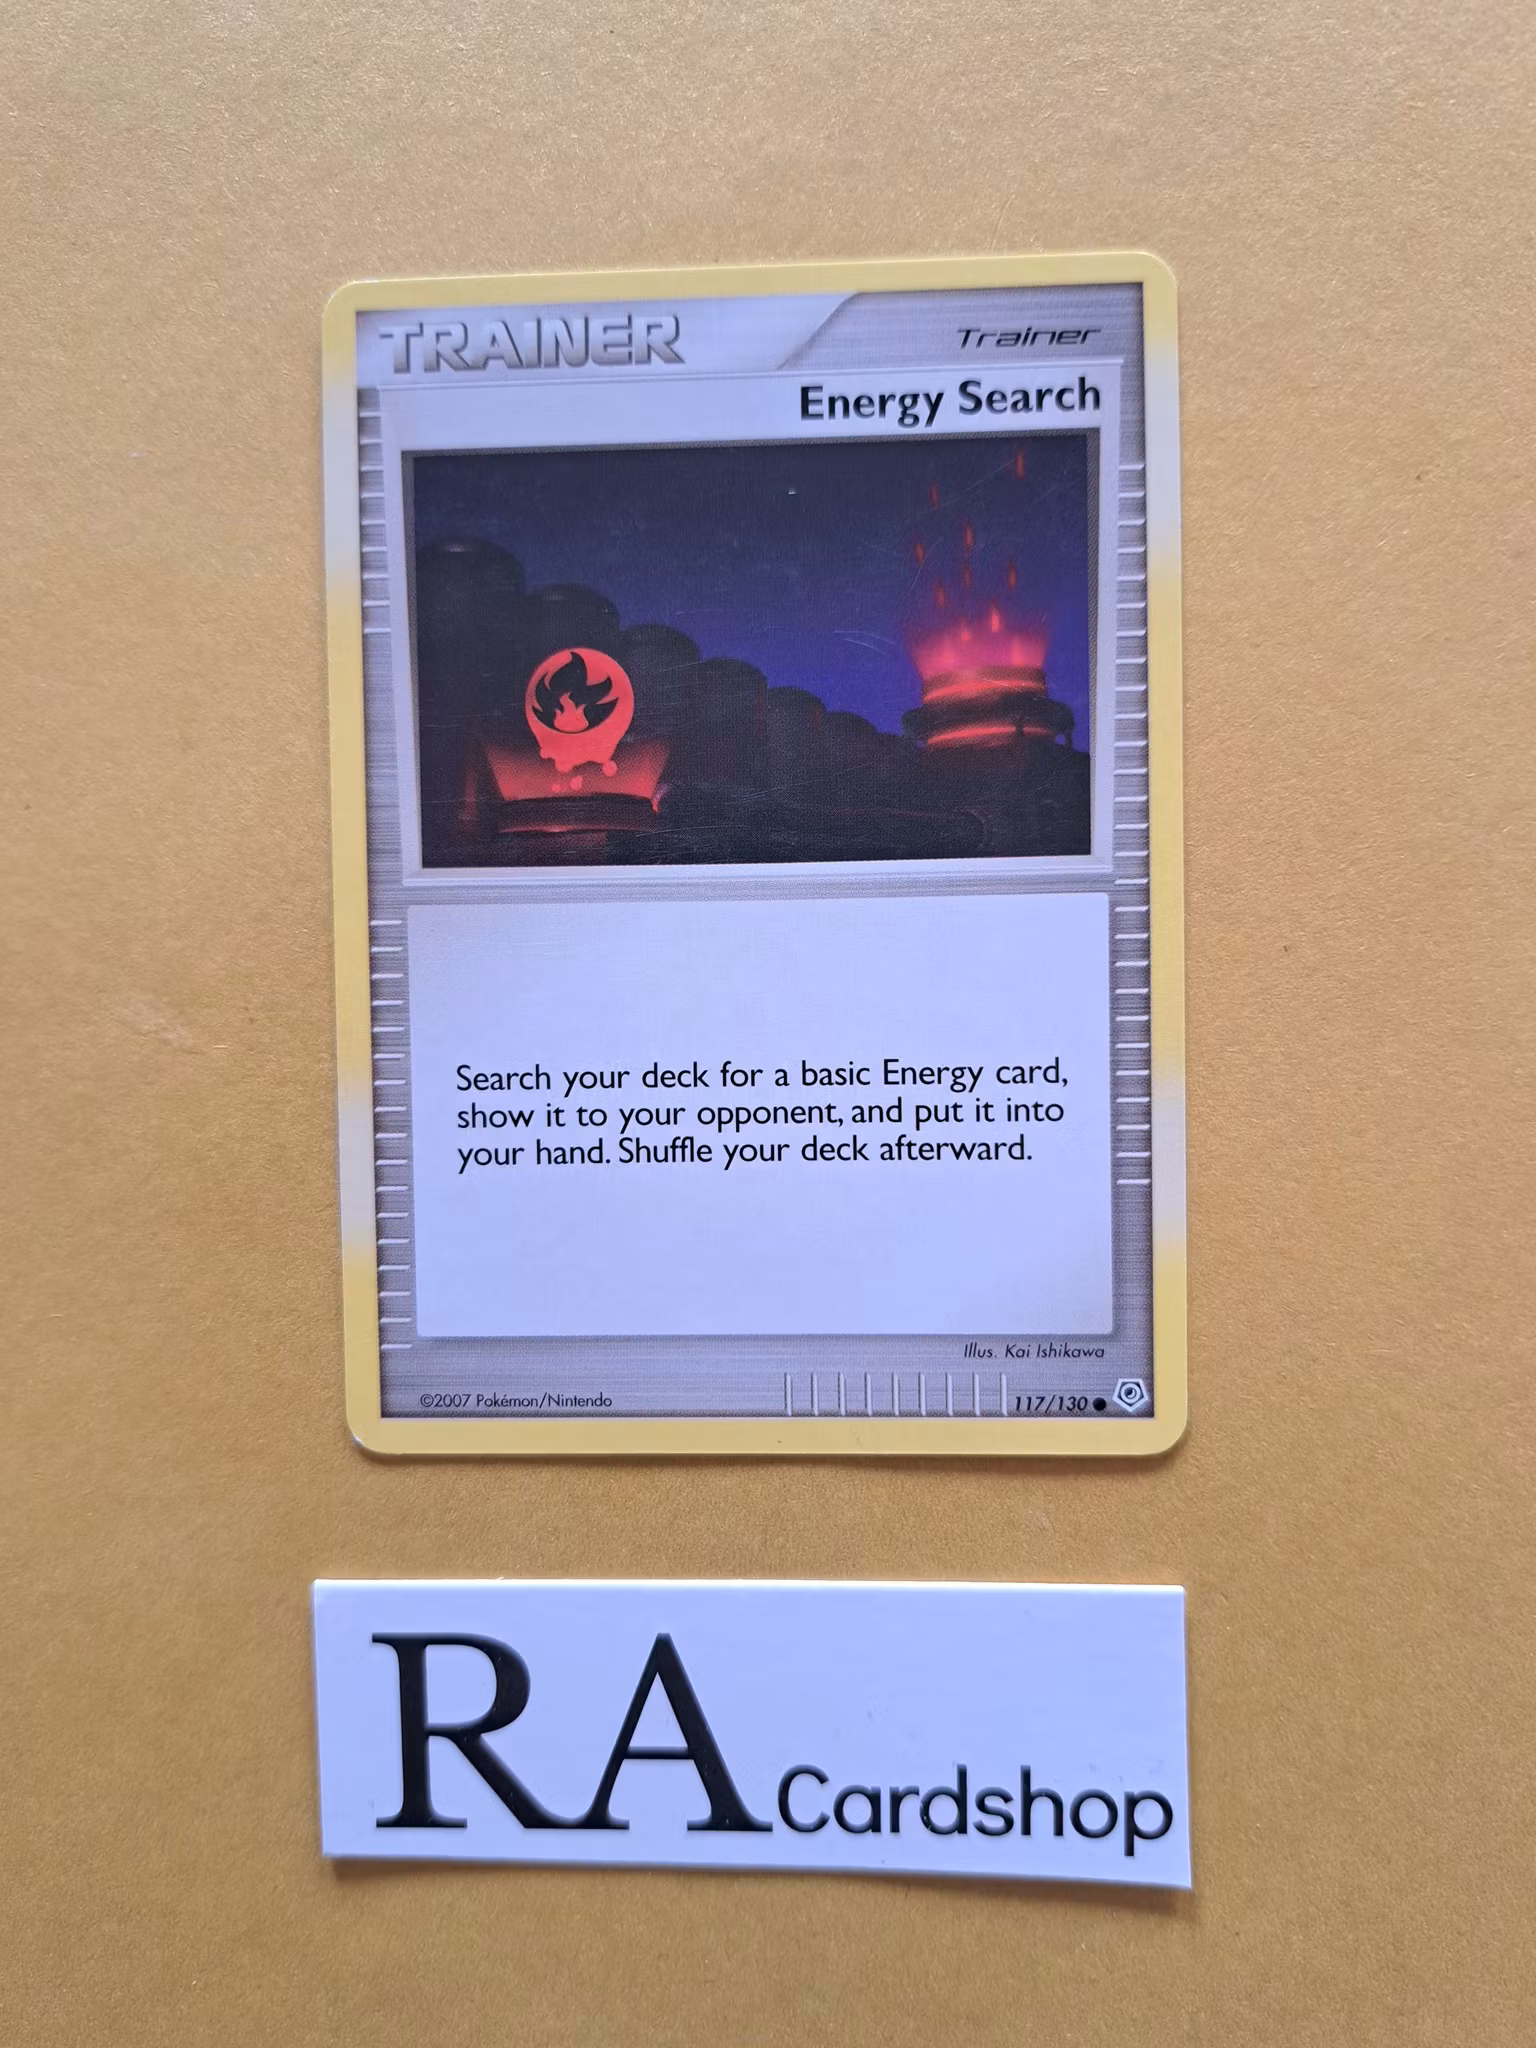 TRAINER
Trainer
Energy Search
Search your deck for a basic Energy card,
show it to your opponent, and put it into
your hand. Shuffle your deck afterward.
Illus. Kai Ishikawa
©2007 Pokémon/Nintendo
117/130
RA Cardshop